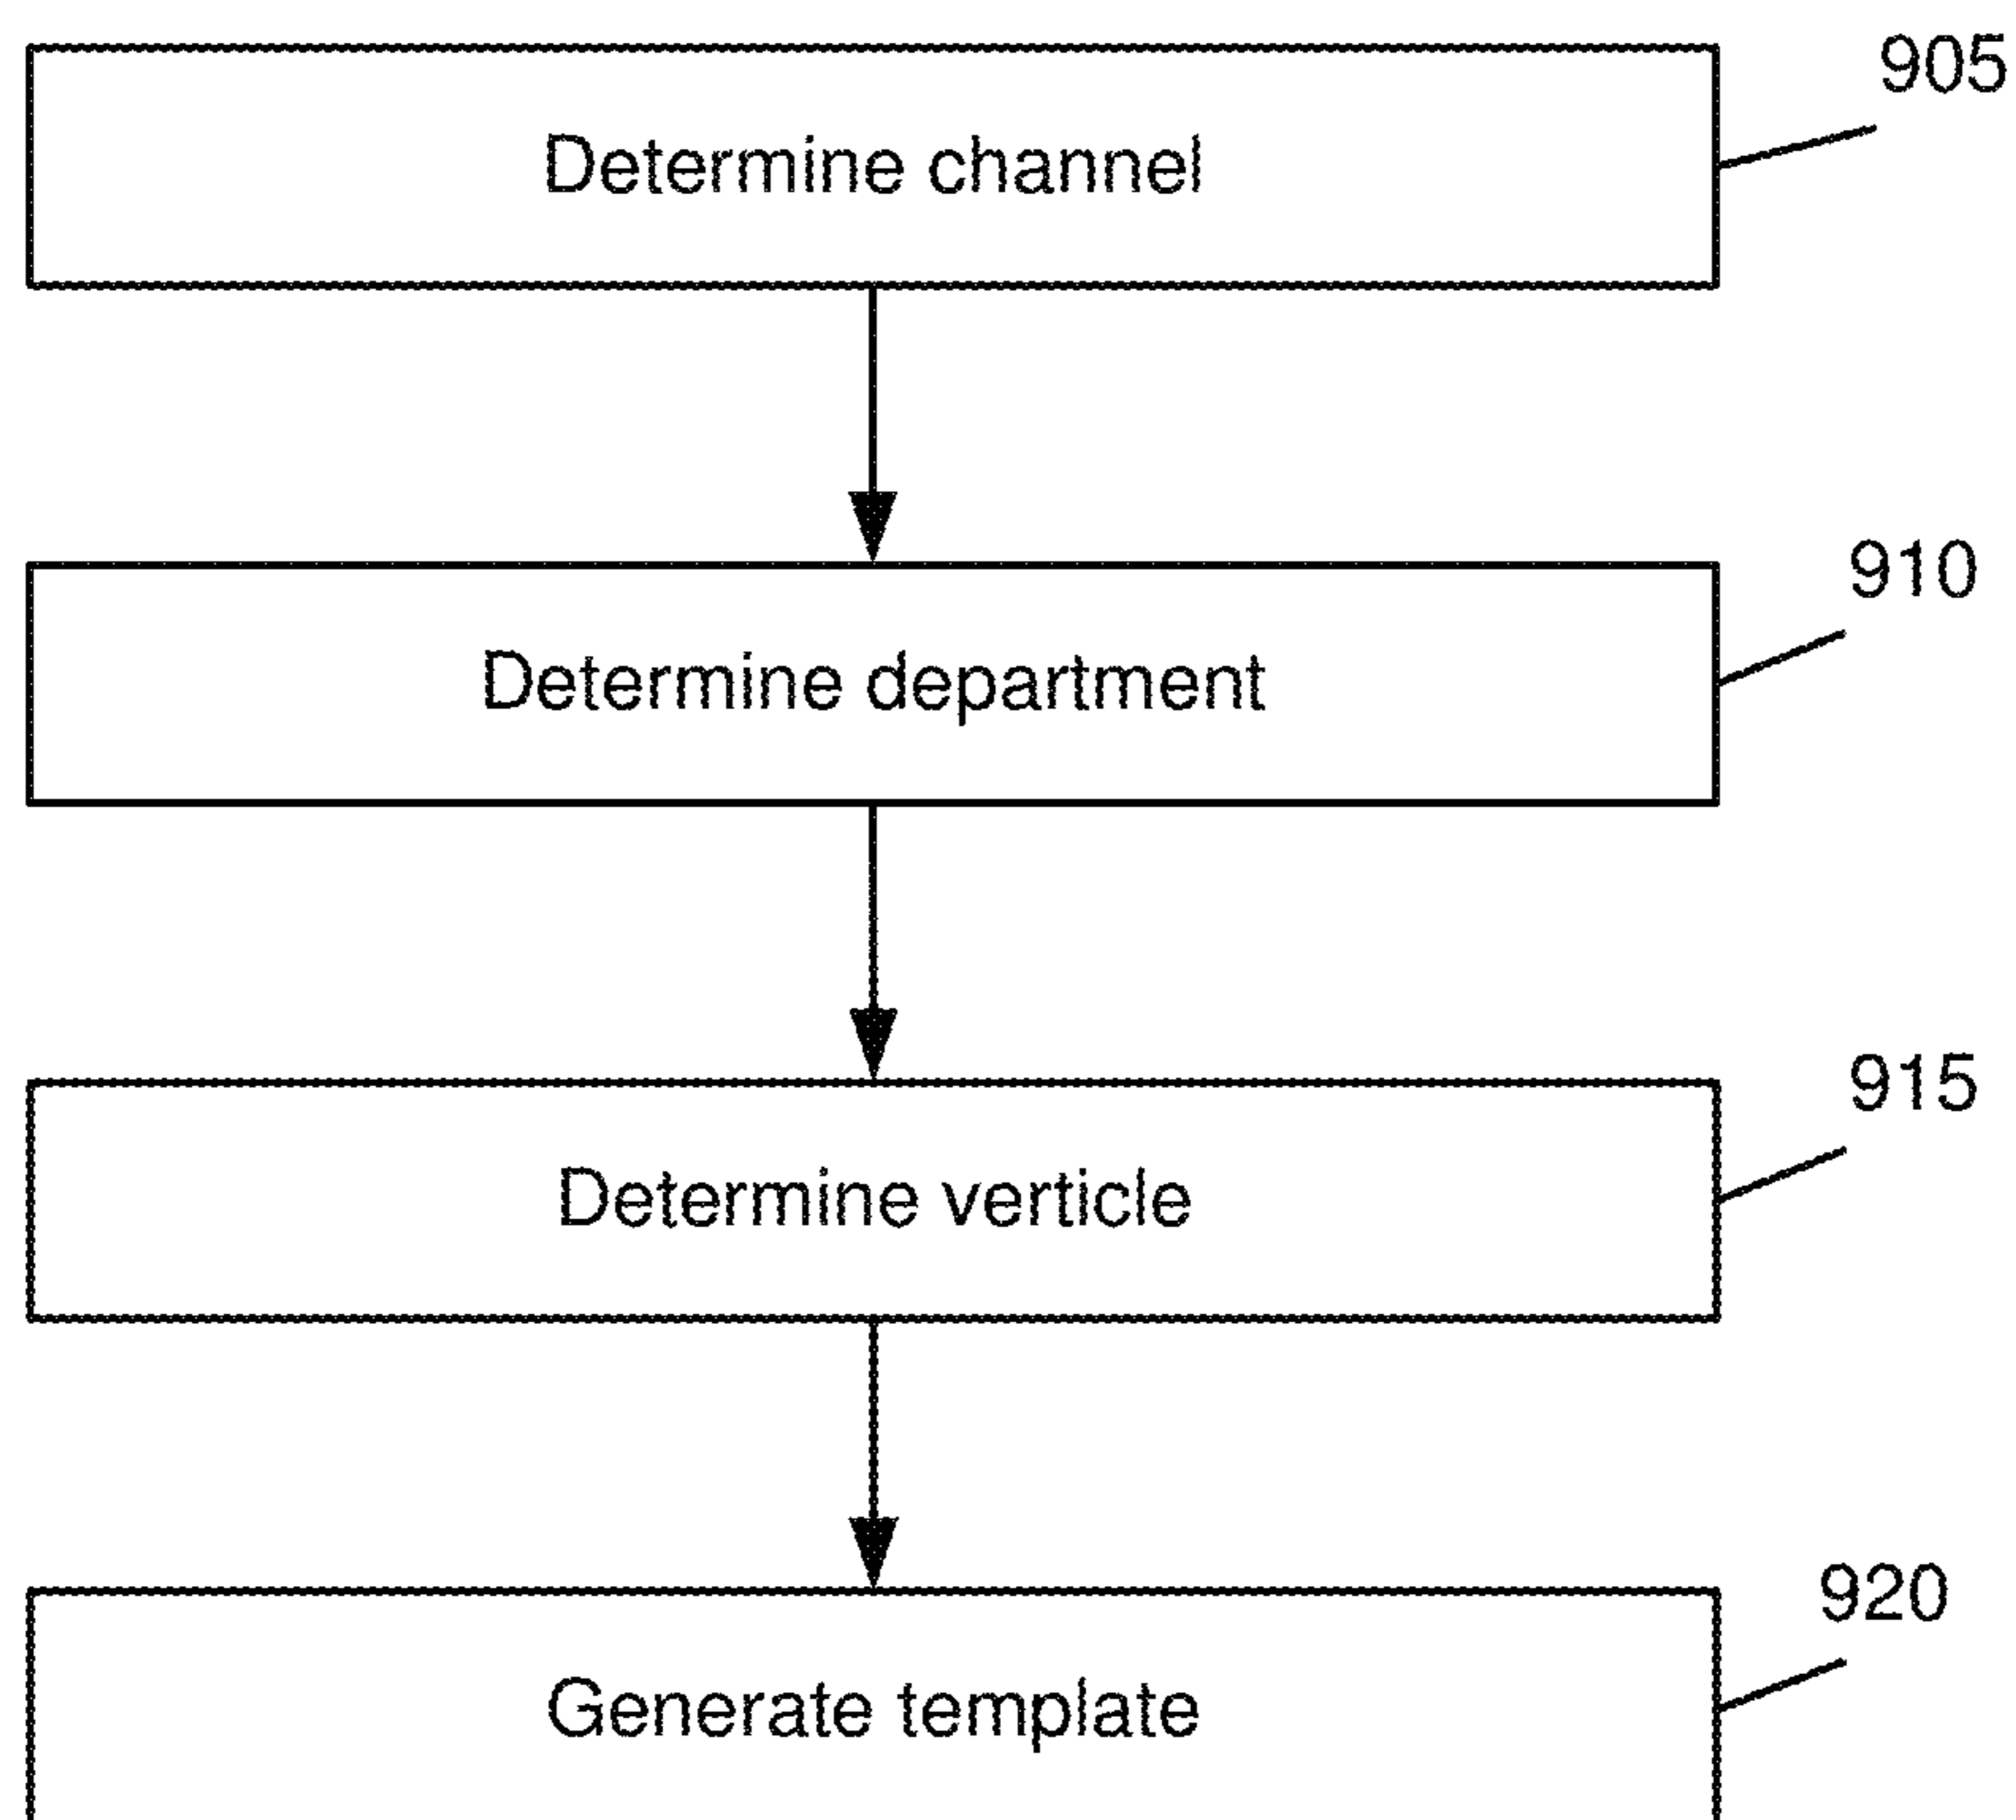 905
Determine channel
910
Determine department
915
Determine verticle
920
Generate template